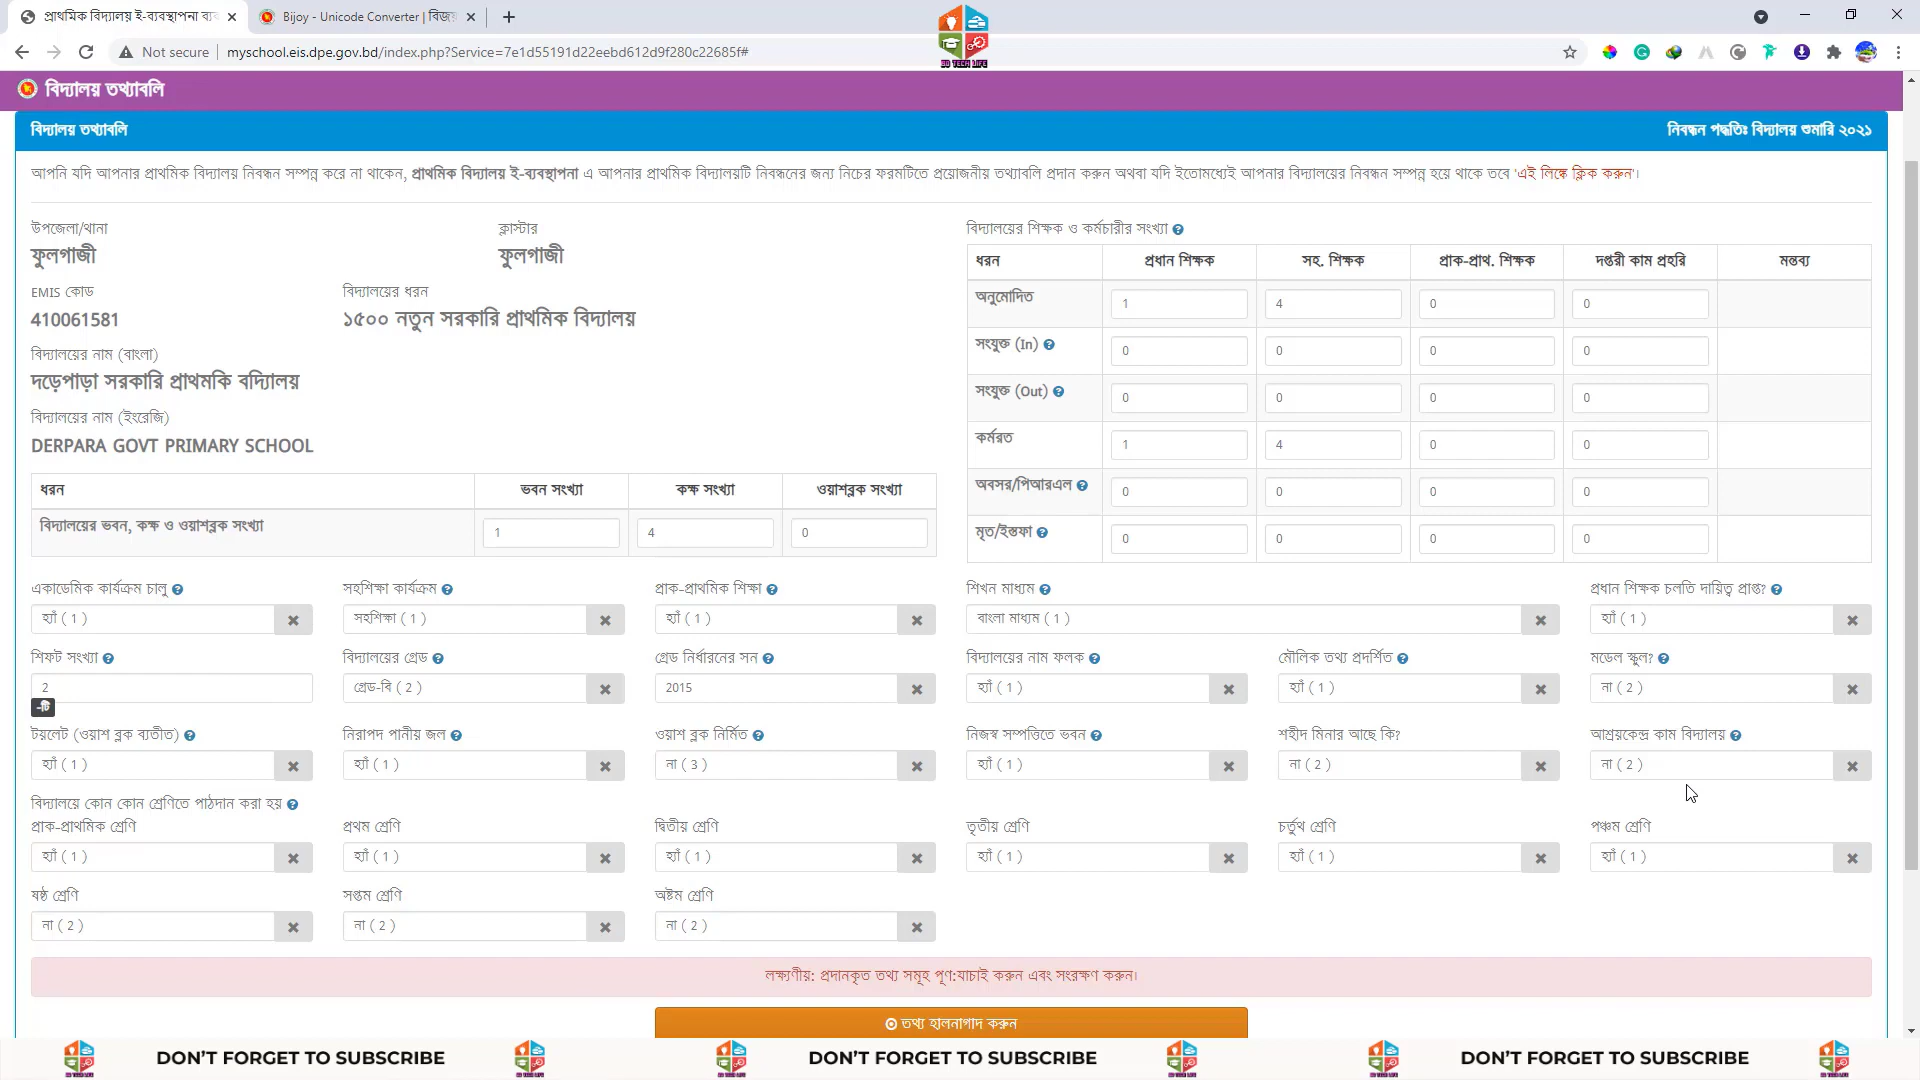 প্রাথমিক বিদ্যালয় ই-ব্যবস্থাপনা ব্যব
Bijoy - Unicode Converter | বিজয়
Not secure
myschool.eis.dpe.gov.bd/index.php?Service=7e1d55191d22eebd612d9f280c22685f#
BD TECH LIFE
বিদ্যালয় তথ্যাবলি
বিদ্যালয় তথ্যাবলি
নিবন্ধন পদ্ধতিঃ বিদ্যালয় শুমারি ২০২১
আপনি যদি আপনার প্রাথমিক বিদ্যালয় নিবন্ধন সম্পন্ন করে না থাকেন, প্রাথমিক বিদ্যালয় ই-ব্যবস্থাপনা এ আপনার প্রাথমিক বিদ্যালয়টি নিবন্ধনের জন্য নিচের ফরমটিতে প্রয়োজনীয় তথ্যাবলি প্রদান করুন অথবা যদি ইতোমধ্যেই আপনার বিদ্যালয়ের নিবন্ধন সম্পন্ন হয়ে থাকে তবে 'এই লিঙ্কে ক্লিক করুন'।
উপজেলা/থানা
ক্লাস্টার
ফুলগাজী
ফুলগাজী
EMIS কোড
বিদ্যালয়ের ধরন
410061581
১৫০০ নতুন সরকারি প্রাথমিক বিদ্যালয়
বিদ্যালয়ের নাম (বাংলা)
দড়েপাড়া সরকারি প্রাথমকি বদ্যিালয়
বিদ্যালয়ের নাম (ইংরেজি)
DERPARA GOVT PRIMARY SCHOOL
ধরন ভবন সংখ্যা কক্ষ সংখ্যা ওয়াশব্লক সংখ্যা
বিদ্যালয়ের ভবন, কক্ষ ও ওয়াশব্লক সংখ্যা 1 4 0
বিদ্যালয়ের শিক্ষক ও কর্মচারীর সংখ্যা
ধরন প্রধান শিক্ষক সহ. শিক্ষক প্রাক-প্রাথ. শিক্ষক দপ্তরী কাম প্রহরি মন্তব্য
অনুমোদিত 1 4 0 0
সংযুক্ত (In) 0 0 0 0
সংযুক্ত (Out) 0 0 0 0
কর্মরত 1 4 0 0
অবসর/পিআরএল 0 0 0 0
মৃত/ইস্তফা 0 0 0 0
একাডেমিক কার্যক্রম চালু সহশিক্ষা কার্যক্রম প্রাক-প্রাথমিক শিক্ষা শিখন মাধ্যম প্রধান শিক্ষক চলতি দায়িত্ব প্রাপ্ত?
হ্যাঁ ( 1 ) সহশিক্ষা ( 1 ) হ্যাঁ ( 1 ) বাংলা মাধ্যম ( 1 ) হ্যাঁ ( 1 )
শিফট সংখ্যা বিদ্যালয়ের গ্রেড গ্রেড নির্ধারনের সন বিদ্যালয়ের নাম ফলক মৌলিক তথ্য প্রদর্শিত মডেল স্কুল?
2 গ্রেড-বি ( 2 ) 2015 হ্যাঁ ( 1 ) হ্যাঁ ( 1 ) না ( 2 )
-টি
টয়লেট (ওয়াশ ব্লক ব্যতীত) নিরাপদ পানীয় জল ওয়াশ ব্লক নির্মিত নিজস্ব সম্পত্তিতে ভবন শহীদ মিনার আছে কি? আশ্রয়কেন্দ্র কাম বিদ্যালয়
হ্যাঁ ( 1 ) হ্যাঁ ( 1 ) না ( 3 ) হ্যাঁ ( 1 ) না ( 2 ) না ( 2 )
বিদ্যালয়ে কোন কোন শ্রেণিতে পাঠদান করা হয়
প্রাক-প্রাথমিক শ্রেণি প্রথম শ্রেণি দ্বিতীয় শ্রেণি তৃতীয় শ্রেণি চর্তুথ শ্রেণি পঞ্চম শ্রেণি
হ্যাঁ ( 1 ) হ্যাঁ ( 1 ) হ্যাঁ ( 1 ) হ্যাঁ ( 1 ) হ্যাঁ ( 1 ) হ্যাঁ ( 1 )
ষষ্ঠ শ্রেণি সপ্তম শ্রেণি অষ্টম শ্রেণি
না ( 2 ) না ( 2 ) না ( 2 )
লক্ষ্যণীয়: প্রদানকৃত তথ্য সমূহ পূণ:যাচাই করুন এবং সংরক্ষণ করুন।
তথ্য হালনাগাদ করুন
DON'T FORGET TO SUBSCRIBE
DON'T FORGET TO SUBSCRIBE
DON'T FORGET TO SUBSCRIBE